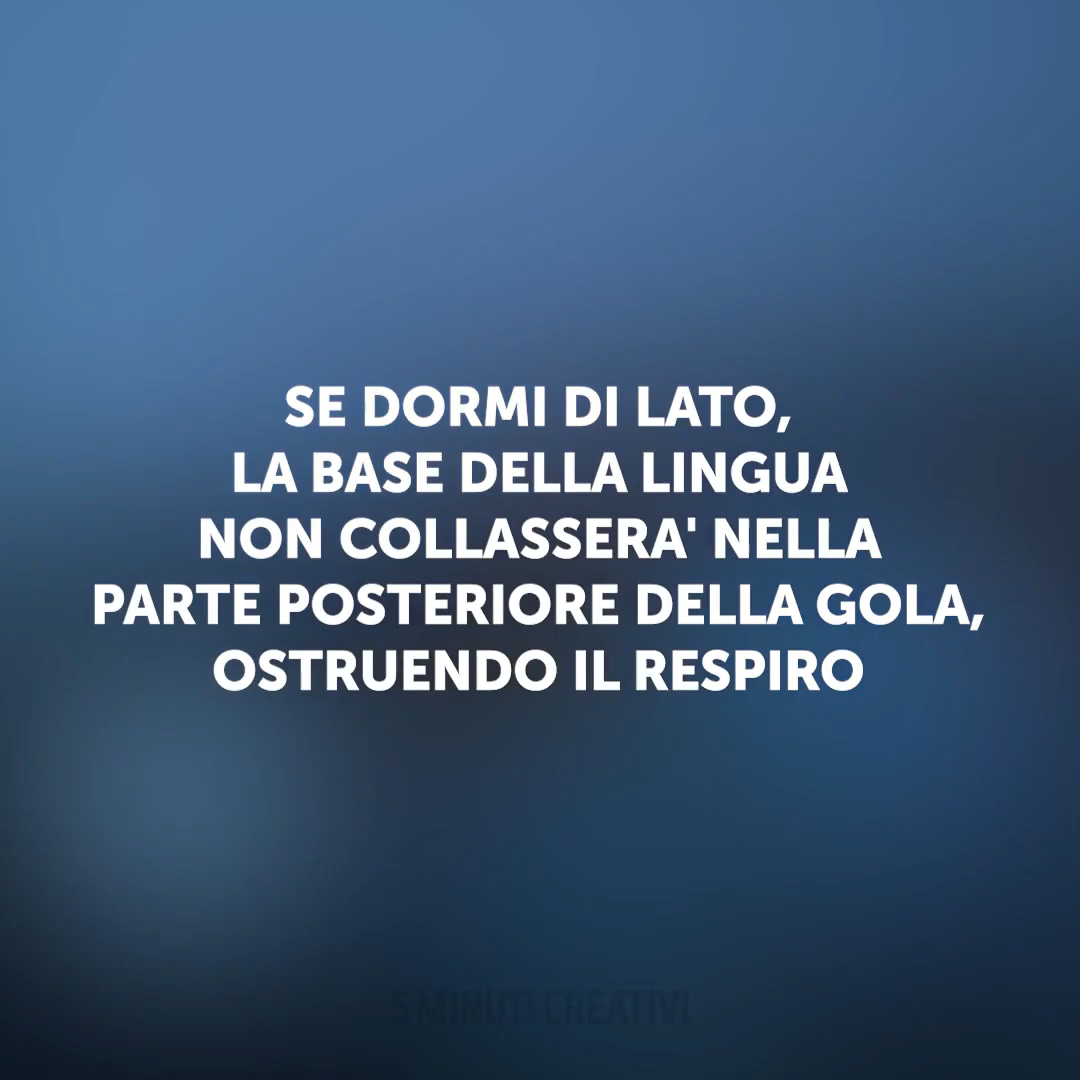 SE DORMI DI LATO,
LA BASE DELLA LINGUA
NON COLLASSERA' NELLA
PARTE POSTERIORE DELLA GOLA,
OSTRUENDO IL RESPIRO
5 MINUTI CREATIVI